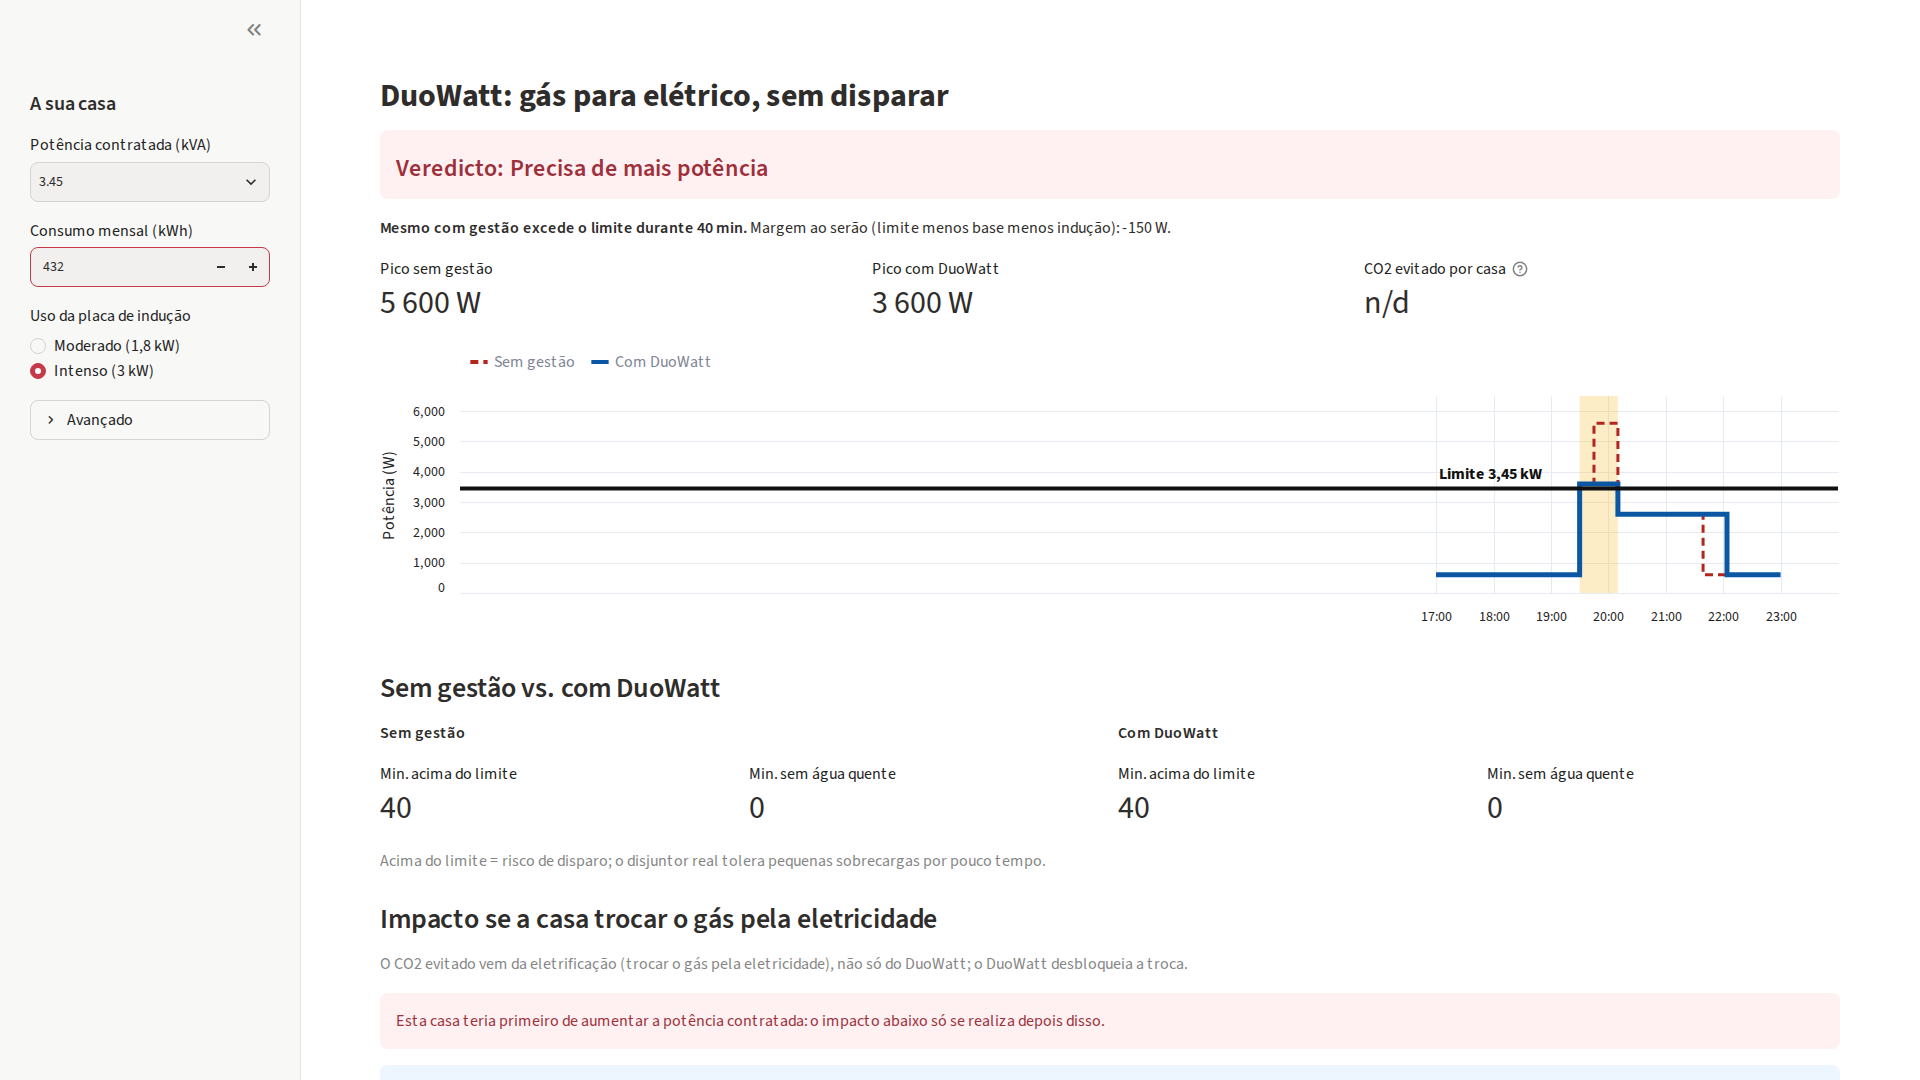 A sua casa
Potência contratada (kVA)
3.45
Consumo mensal (kWh)
432
Uso da placa de indução
Moderado (1,8 kW)
Intenso (3 kW)
Avançado
DuoWatt: gás para elétrico, sem disparar
Veredicto: Precisa de mais potência
Mesmo com gestão excede o limite durante 40 min. Margem ao serão (limite menos base menos indução): -150 W.
Pico sem gestão
5 600 W
Pico com DuoWatt
3 600 W
CO2 evitado por casa
n/d
Sem gestão
Com DuoWatt
Potência (W)
6,000
5,000
4,000
3,000
2,000
1,000
0
Limite 3,45 kW
17:00 18:00 19:00 20:00 21:00 22:00 23:00
Sem gestão vs. com DuoWatt
Sem gestão
Min. acima do limite
40
Min. sem água quente
0
Com DuoWatt
Min. acima do limite
40
Min. sem água quente
0
Acima do limite = risco de disparo; o disjuntor real tolera pequenas sobrecargas por pouco tempo.
Impacto se a casa trocar o gás pela eletricidade
O CO2 evitado vem da eletrificação (trocar o gás pela eletricidade), não só do DuoWatt; o DuoWatt desbloqueia a troca.
Esta casa teria primeiro de aumentar a potência contratada: o impacto abaixo só se realiza depois disso.